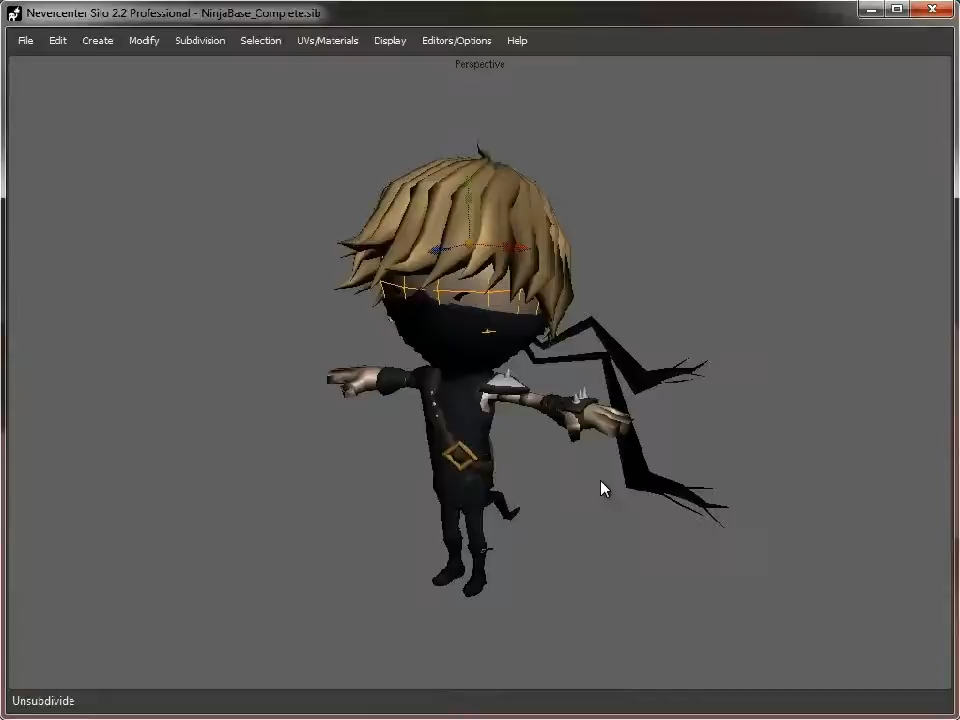 Nevercenter Silo 2.2 Professional - NinjaBase_Complete.sib
File Edit Create Modify Subdivision Selection UVs/Materials Display Editors/Options Help
Perspective
Unsubdivide